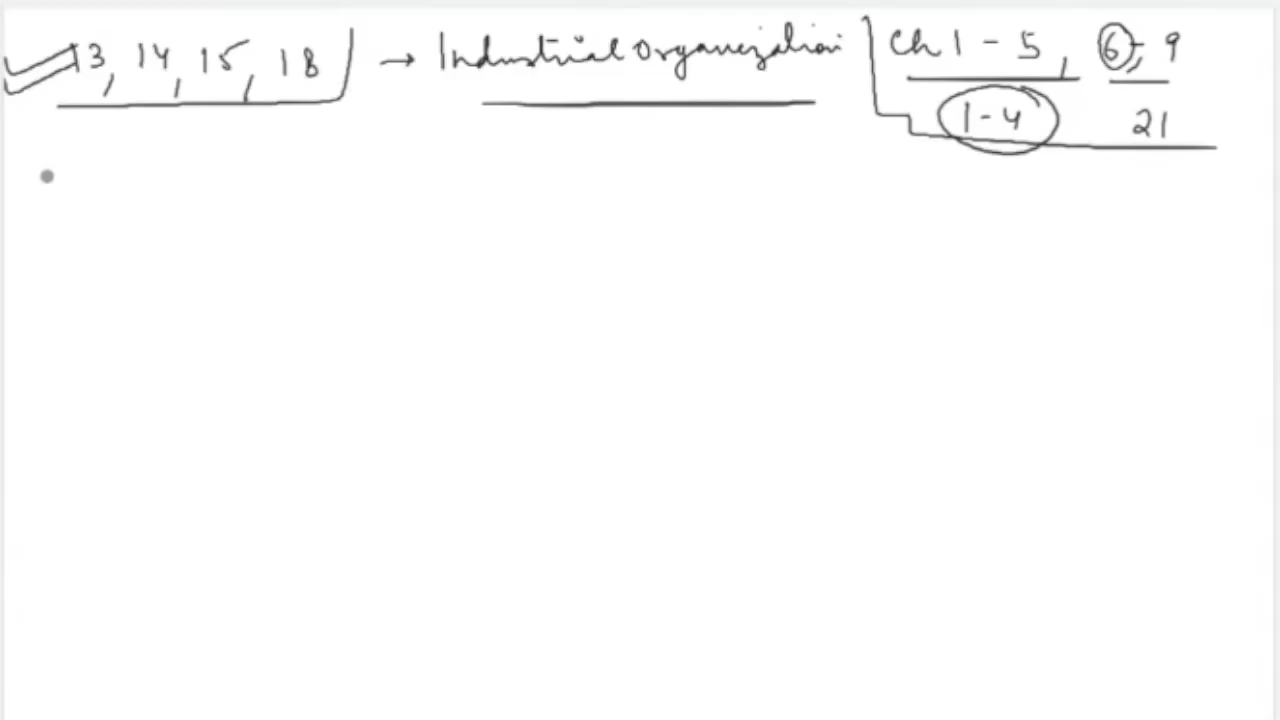 13, 14, 15, 18 → Industrial Organization Ch 1 - 5, 6 - 9
1 - 4 21